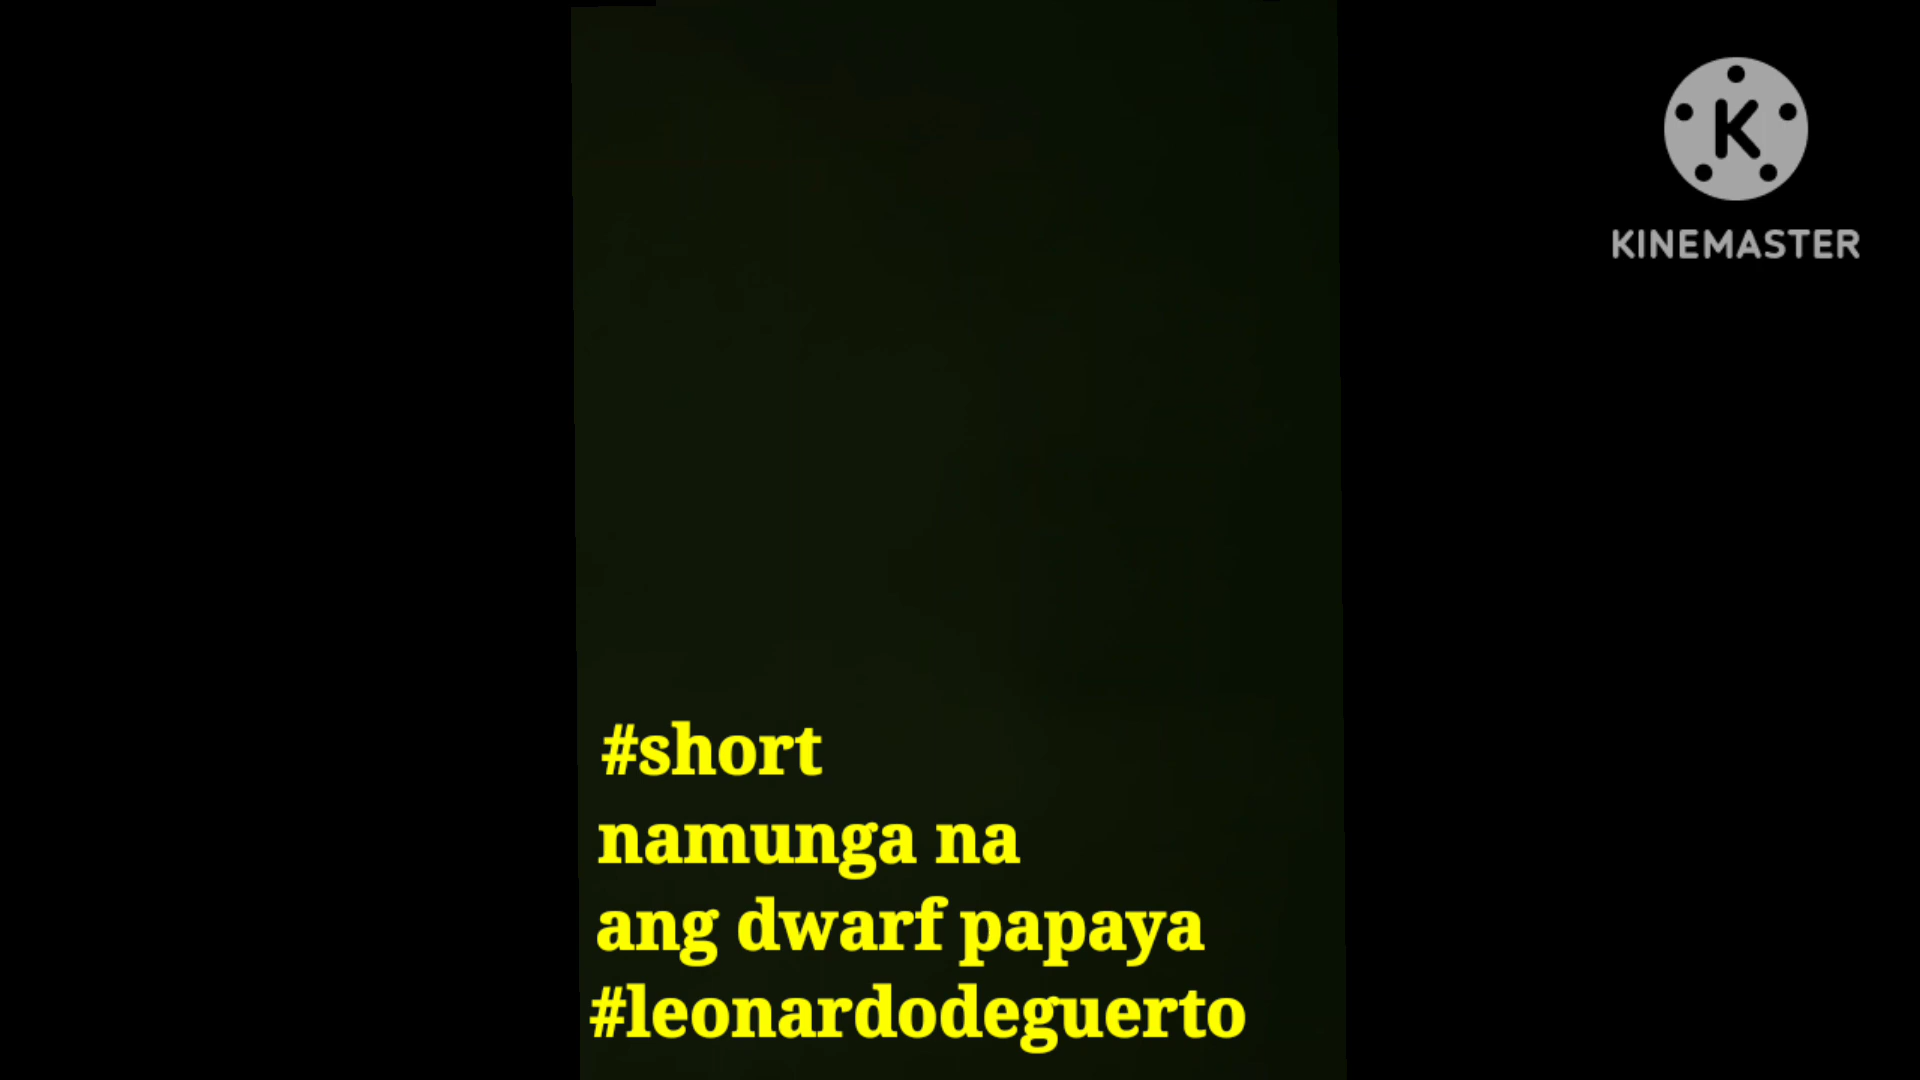 KINEMASTER
#short
namunga na
ang dwarf papaya
#leonardodeguerto